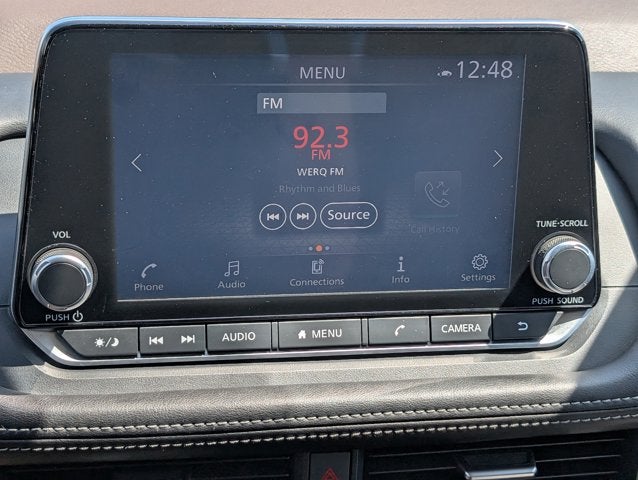 MENU
12:48
FM
92.3
FM
WERQ FM
Rhythm and Blues
Source
Call History
Phone
Audio
Connections
Info
Settings
VOL
PUSH
TUNE·SCROLL
PUSH SOUND
AUDIO
MENU
CAMERA